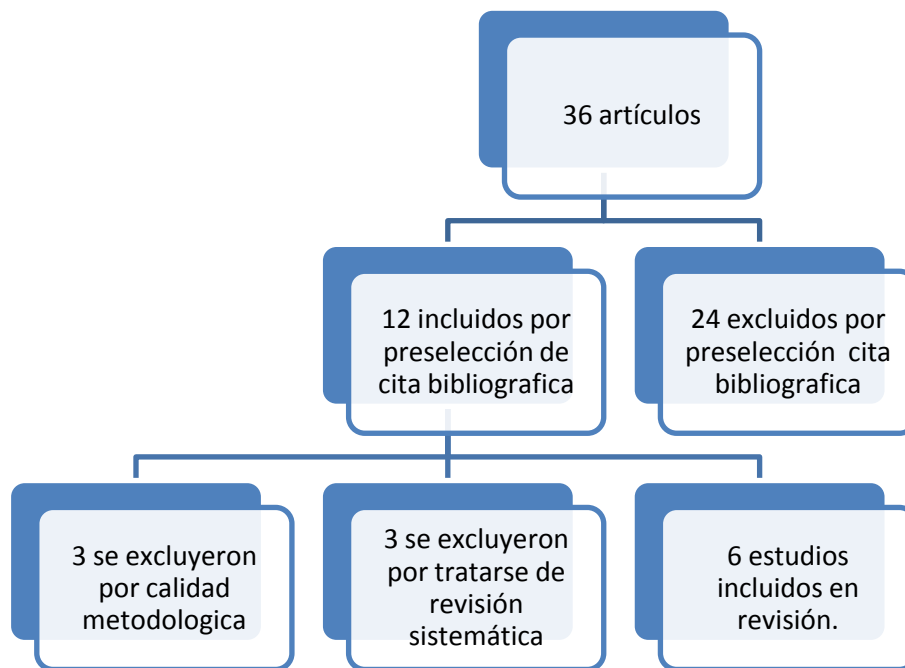 36 artículos
12 incluidos por
preselección de
cita bibliografica
24 excluidos por
preselección cita
bibliografica
3 se excluyeron
por calidad
metodologica
3 se excluyeron
por tratarse de
revisión
sistemática
6 estudios
incluidos en
revisión.